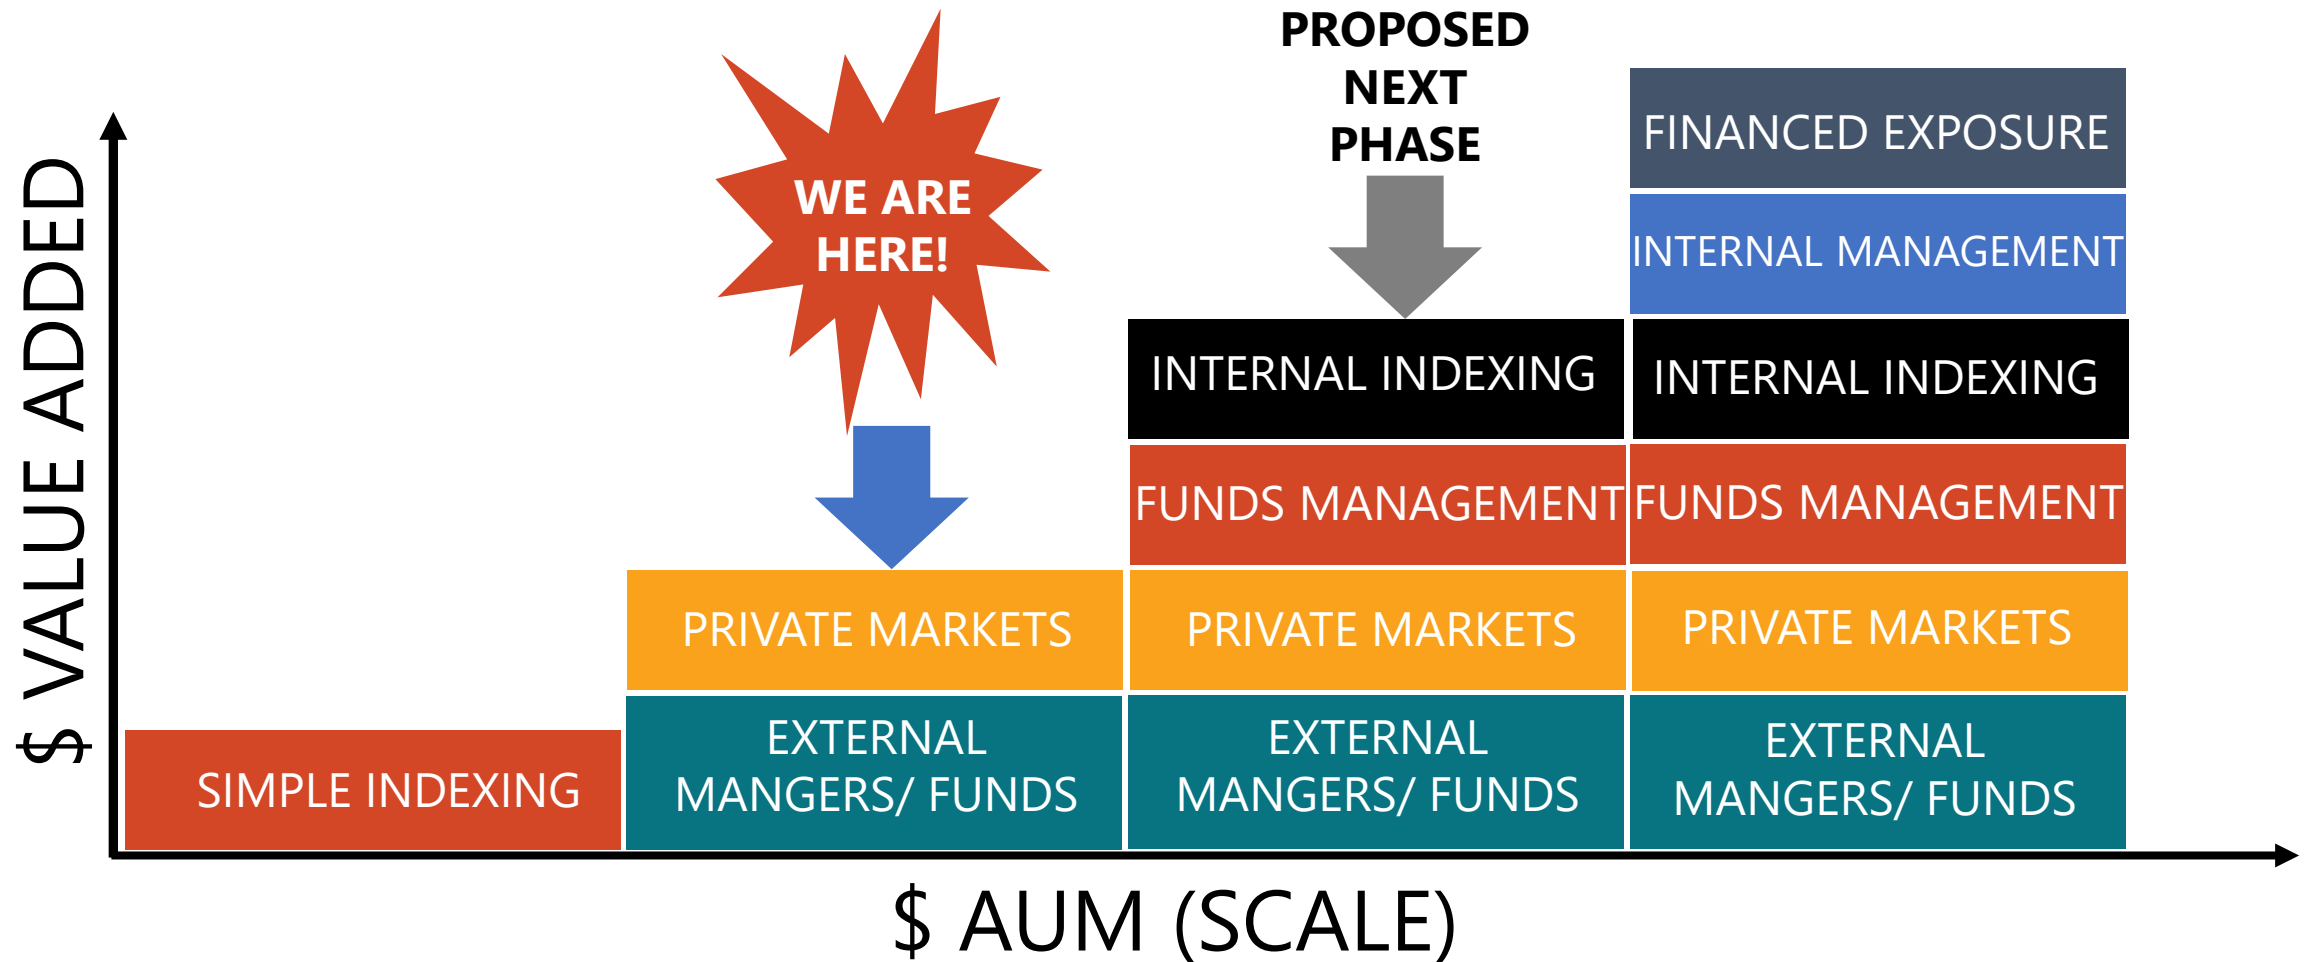 PROPOSED
NEXT
PHASE
WE ARE
HERE!
$ VALUE ADDED
SIMPLE INDEXING
PRIVATE MARKETS
EXTERNAL
MANGERS/ FUNDS
INTERNAL INDEXING
FUNDS MANAGEMENT
PRIVATE MARKETS
EXTERNAL
MANGERS/ FUNDS
FINANCED EXPOSURE
INTERNAL MANAGEMENT
INTERNAL INDEXING
FUNDS MANAGEMENT
PRIVATE MARKETS
EXTERNAL
MANGERS/ FUNDS
$ AUM (SCALE)